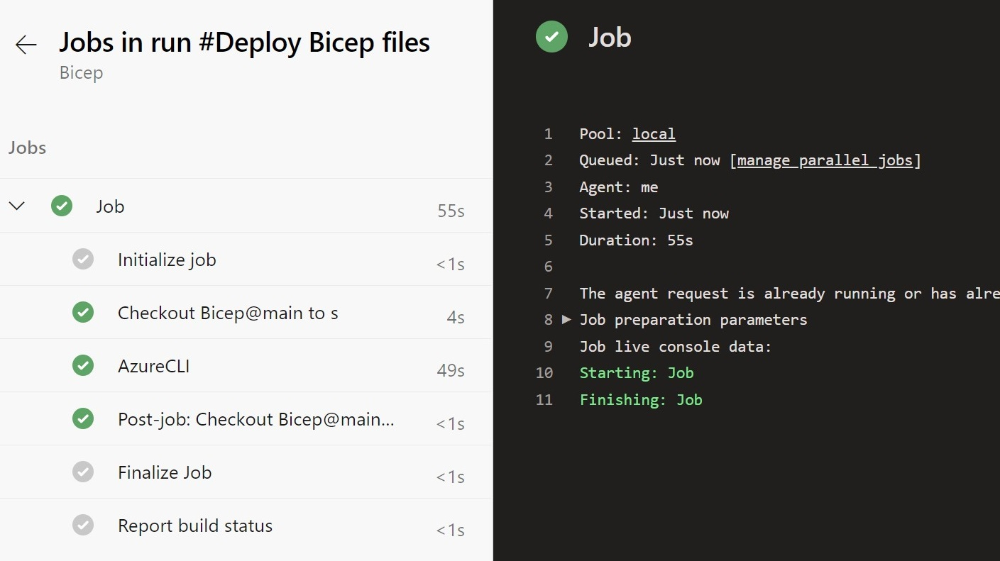 Jobs in run #Deploy Bicep files
Bicep
Jobs
Job 55s
Initialize job <1s
Checkout Bicep@main to s 4s
AzureCLI 49s
Post-job: Checkout Bicep@main... <1s
Finalize Job <1s
Report build status <1s
Job
1 Pool: local
2 Queued: Just now [manage parallel jobs]
3 Agent: me
4 Started: Just now
5 Duration: 55s
6
7 The agent request is already running or has alre
8 Job preparation parameters
9 Job live console data:
10 Starting: Job
11 Finishing: Job